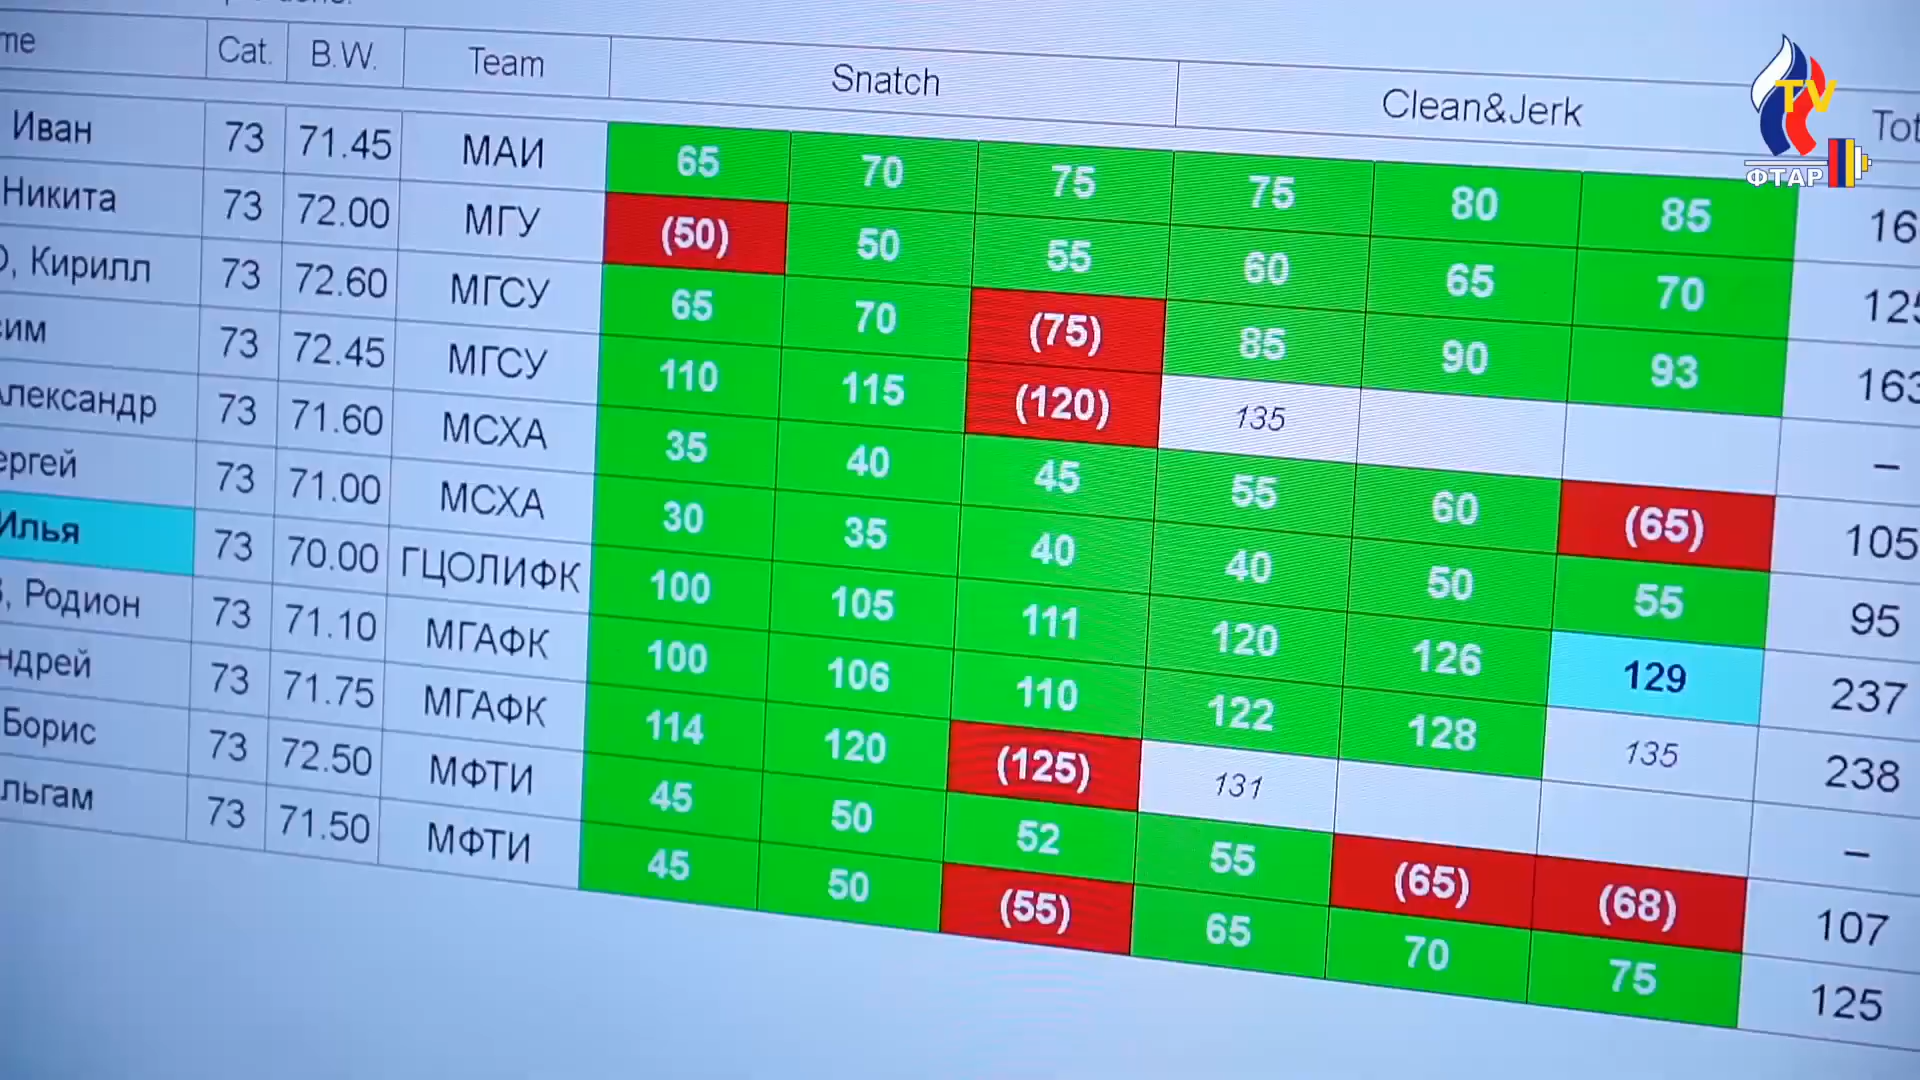 me Cat. B.W. Team Snatch Clean&Jerk Tot
Иван 73 71.45 МАИ 65 70 75 75 80 85 16
Никита 73 72.00 МГУ (50) 50 55 60 65 70 125
О, Кирилл 73 72.60 МГСУ 65 70 (75) 85 90 93 163
сим 73 72.45 МГСУ 110 115 (120) 135 –
Александр 73 71.60 МСХА 35 40 45 55 60 (65) 105
ергей 73 71.00 МСХА 30 35 40 40 50 55 95
Илья 73 70.00 ГЦОЛИФК 100 105 111 120 126 129 237
В, Родион 73 71.10 МГАФК 100 106 110 122 128 135 238
ндрей 73 71.75 МГАФК 114 120 (125) 131 –
Борис 73 72.50 МФТИ 45 50 52 55 (65) (68) 107
льгам 73 71.50 МФТИ 45 50 (55) 65 70 75 125
TV
ФТАР